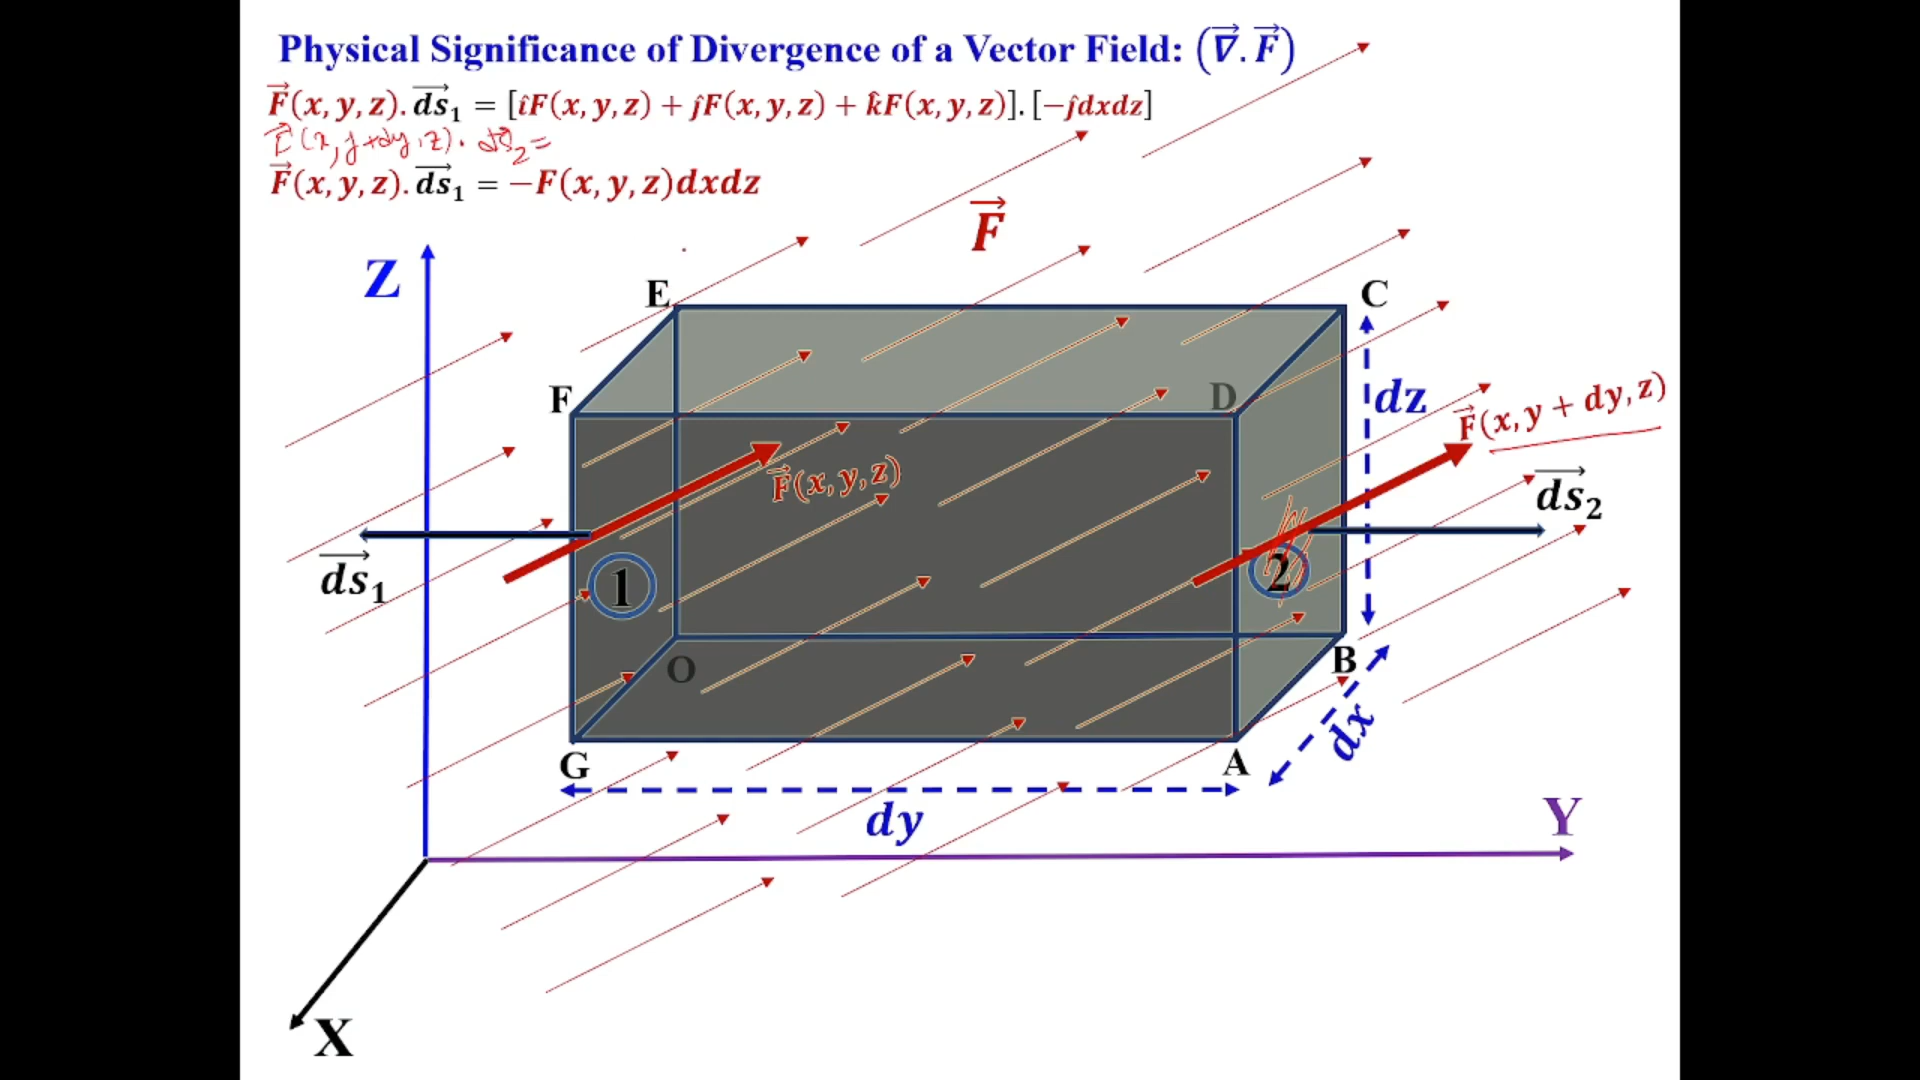 Physical Significance of Divergence of a Vector Field: (∇⃗.F⃗)
F⃗(x, y, z). ds⃗₁ = [îF(x, y, z) + ĵF(x, y, z) + k̂F(x, y, z)]. [−ĵdxdz]
F⃗(x, y+dy, z). ds⃗₂ =
F⃗(x, y, z). ds⃗₁ = −F(x, y, z)dxdz
F⃗
Z
E
C
F
D
dz
F⃗(x, y + dy, z)
F⃗(x, y, z)
ds⃗₂
ds⃗₁
1
2
O
B
dx
G
A
dy
Y
X